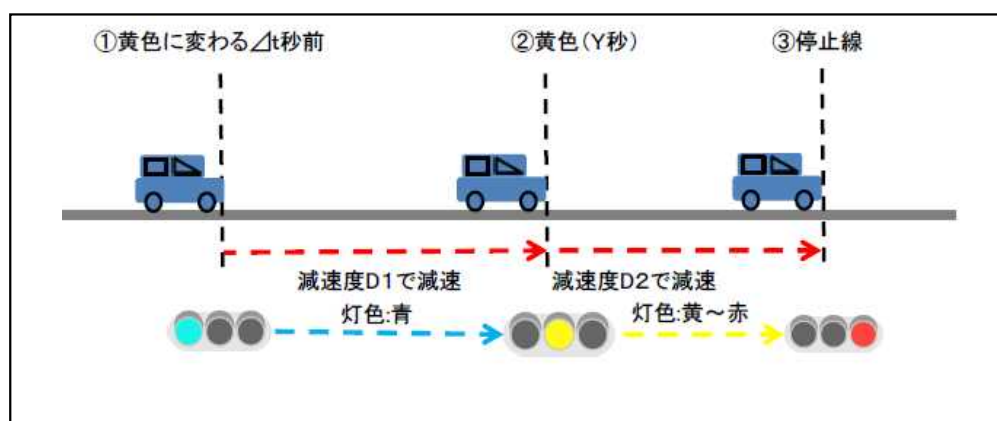 ①黄色に変わる⊿t秒前
②黄色(Y秒)
③停止線
減速度D1で減速
灯色:青
減速度D2で減速
灯色:黄～赤